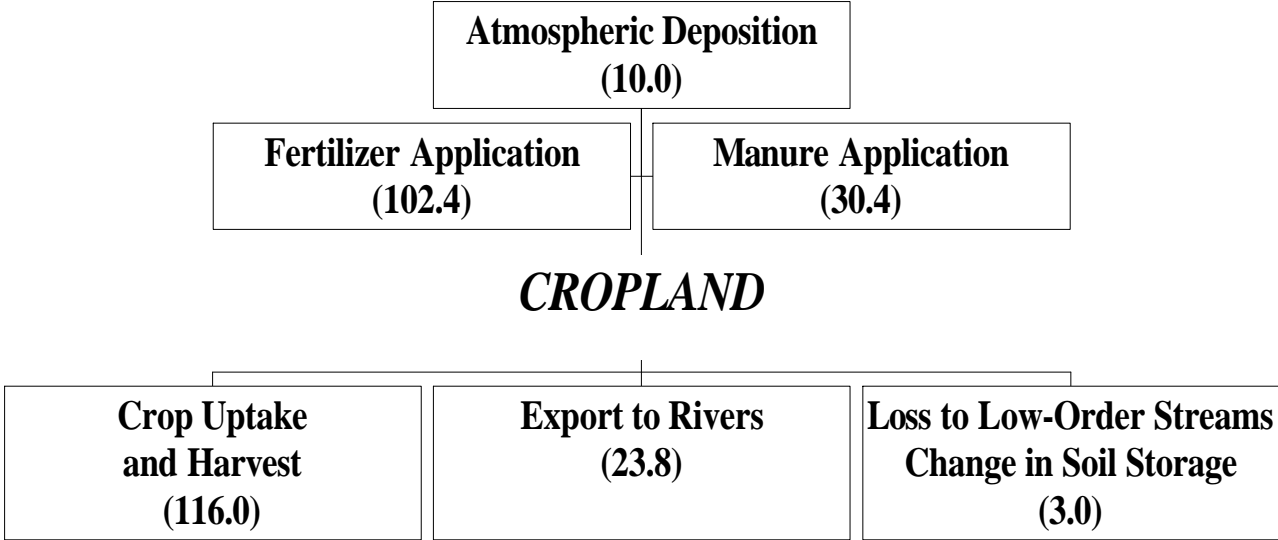 Atmospheric Deposition
(10.0)
Fertilizer Application
(102.4)
Manure Application
(30.4)
CROPLAND
Crop Uptake
and Harvest
(116.0)
Export to Rivers
(23.8)
Loss to Low-Order Streams
Change in Soil Storage
(3.0)